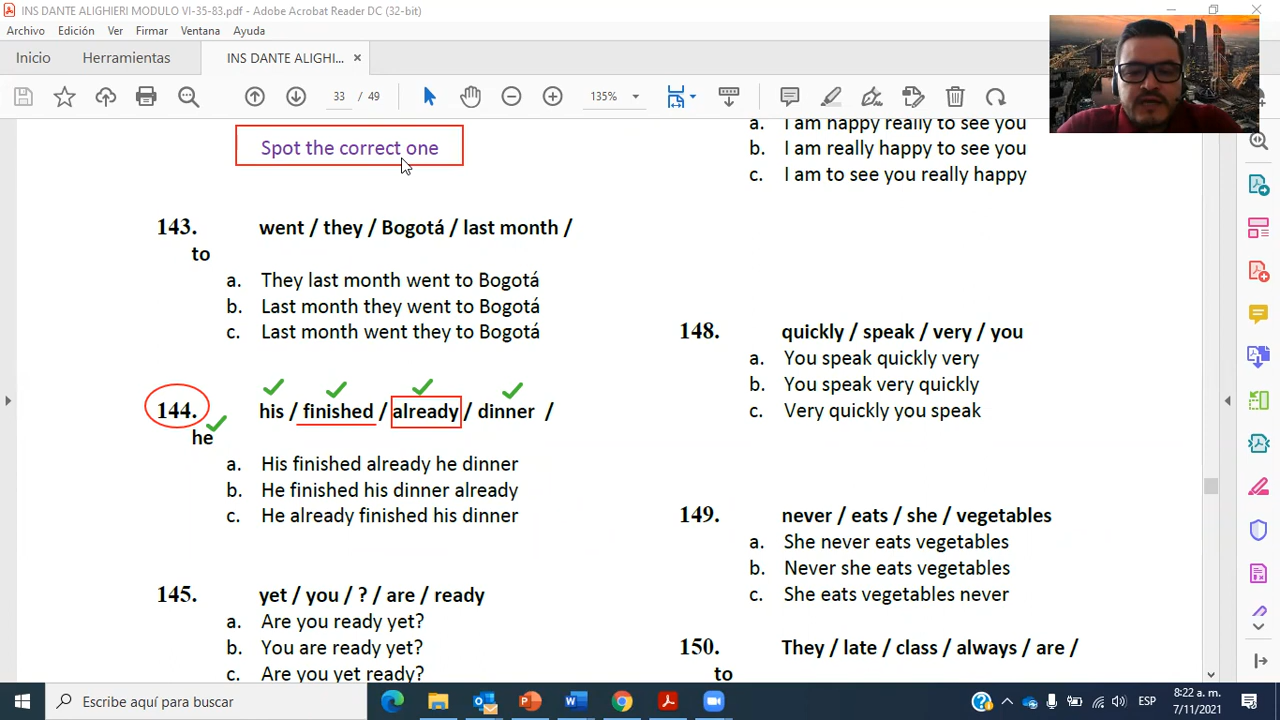 INS DANTE ALIGHIERI MODULO VI-35-83.pdf - Adobe Acrobat Reader DC (32-bit)
Archivo Edición Ver Firmar Ventana Ayuda
Inicio Herramientas INS DANTE ALIGHI... ×
33 / 49 135%
Spot the correct one
143. went / they / Bogotá / last month /
to
a. They last month went to Bogotá
b. Last month they went to Bogotá
c. Last month went they to Bogotá
144. his / finished / already / dinner /
he
a. His finished already he dinner
b. He finished his dinner already
c. He already finished his dinner
145. yet / you / ? / are / ready
a. Are you ready yet?
b. You are ready yet?
c. Are you yet ready?
a. I am happy really to see you
b. I am really happy to see you
c. I am to see you really happy
148. quickly / speak / very / you
a. You speak quickly very
b. You speak very quickly
c. Very quickly you speak
149. never / eats / she / vegetables
a. She never eats vegetables
b. Never she eats vegetables
c. She eats vegetables never
150. They / late / class / always / are /
to
Escribe aquí para buscar
ESP
8:22 a. m.
7/11/2021